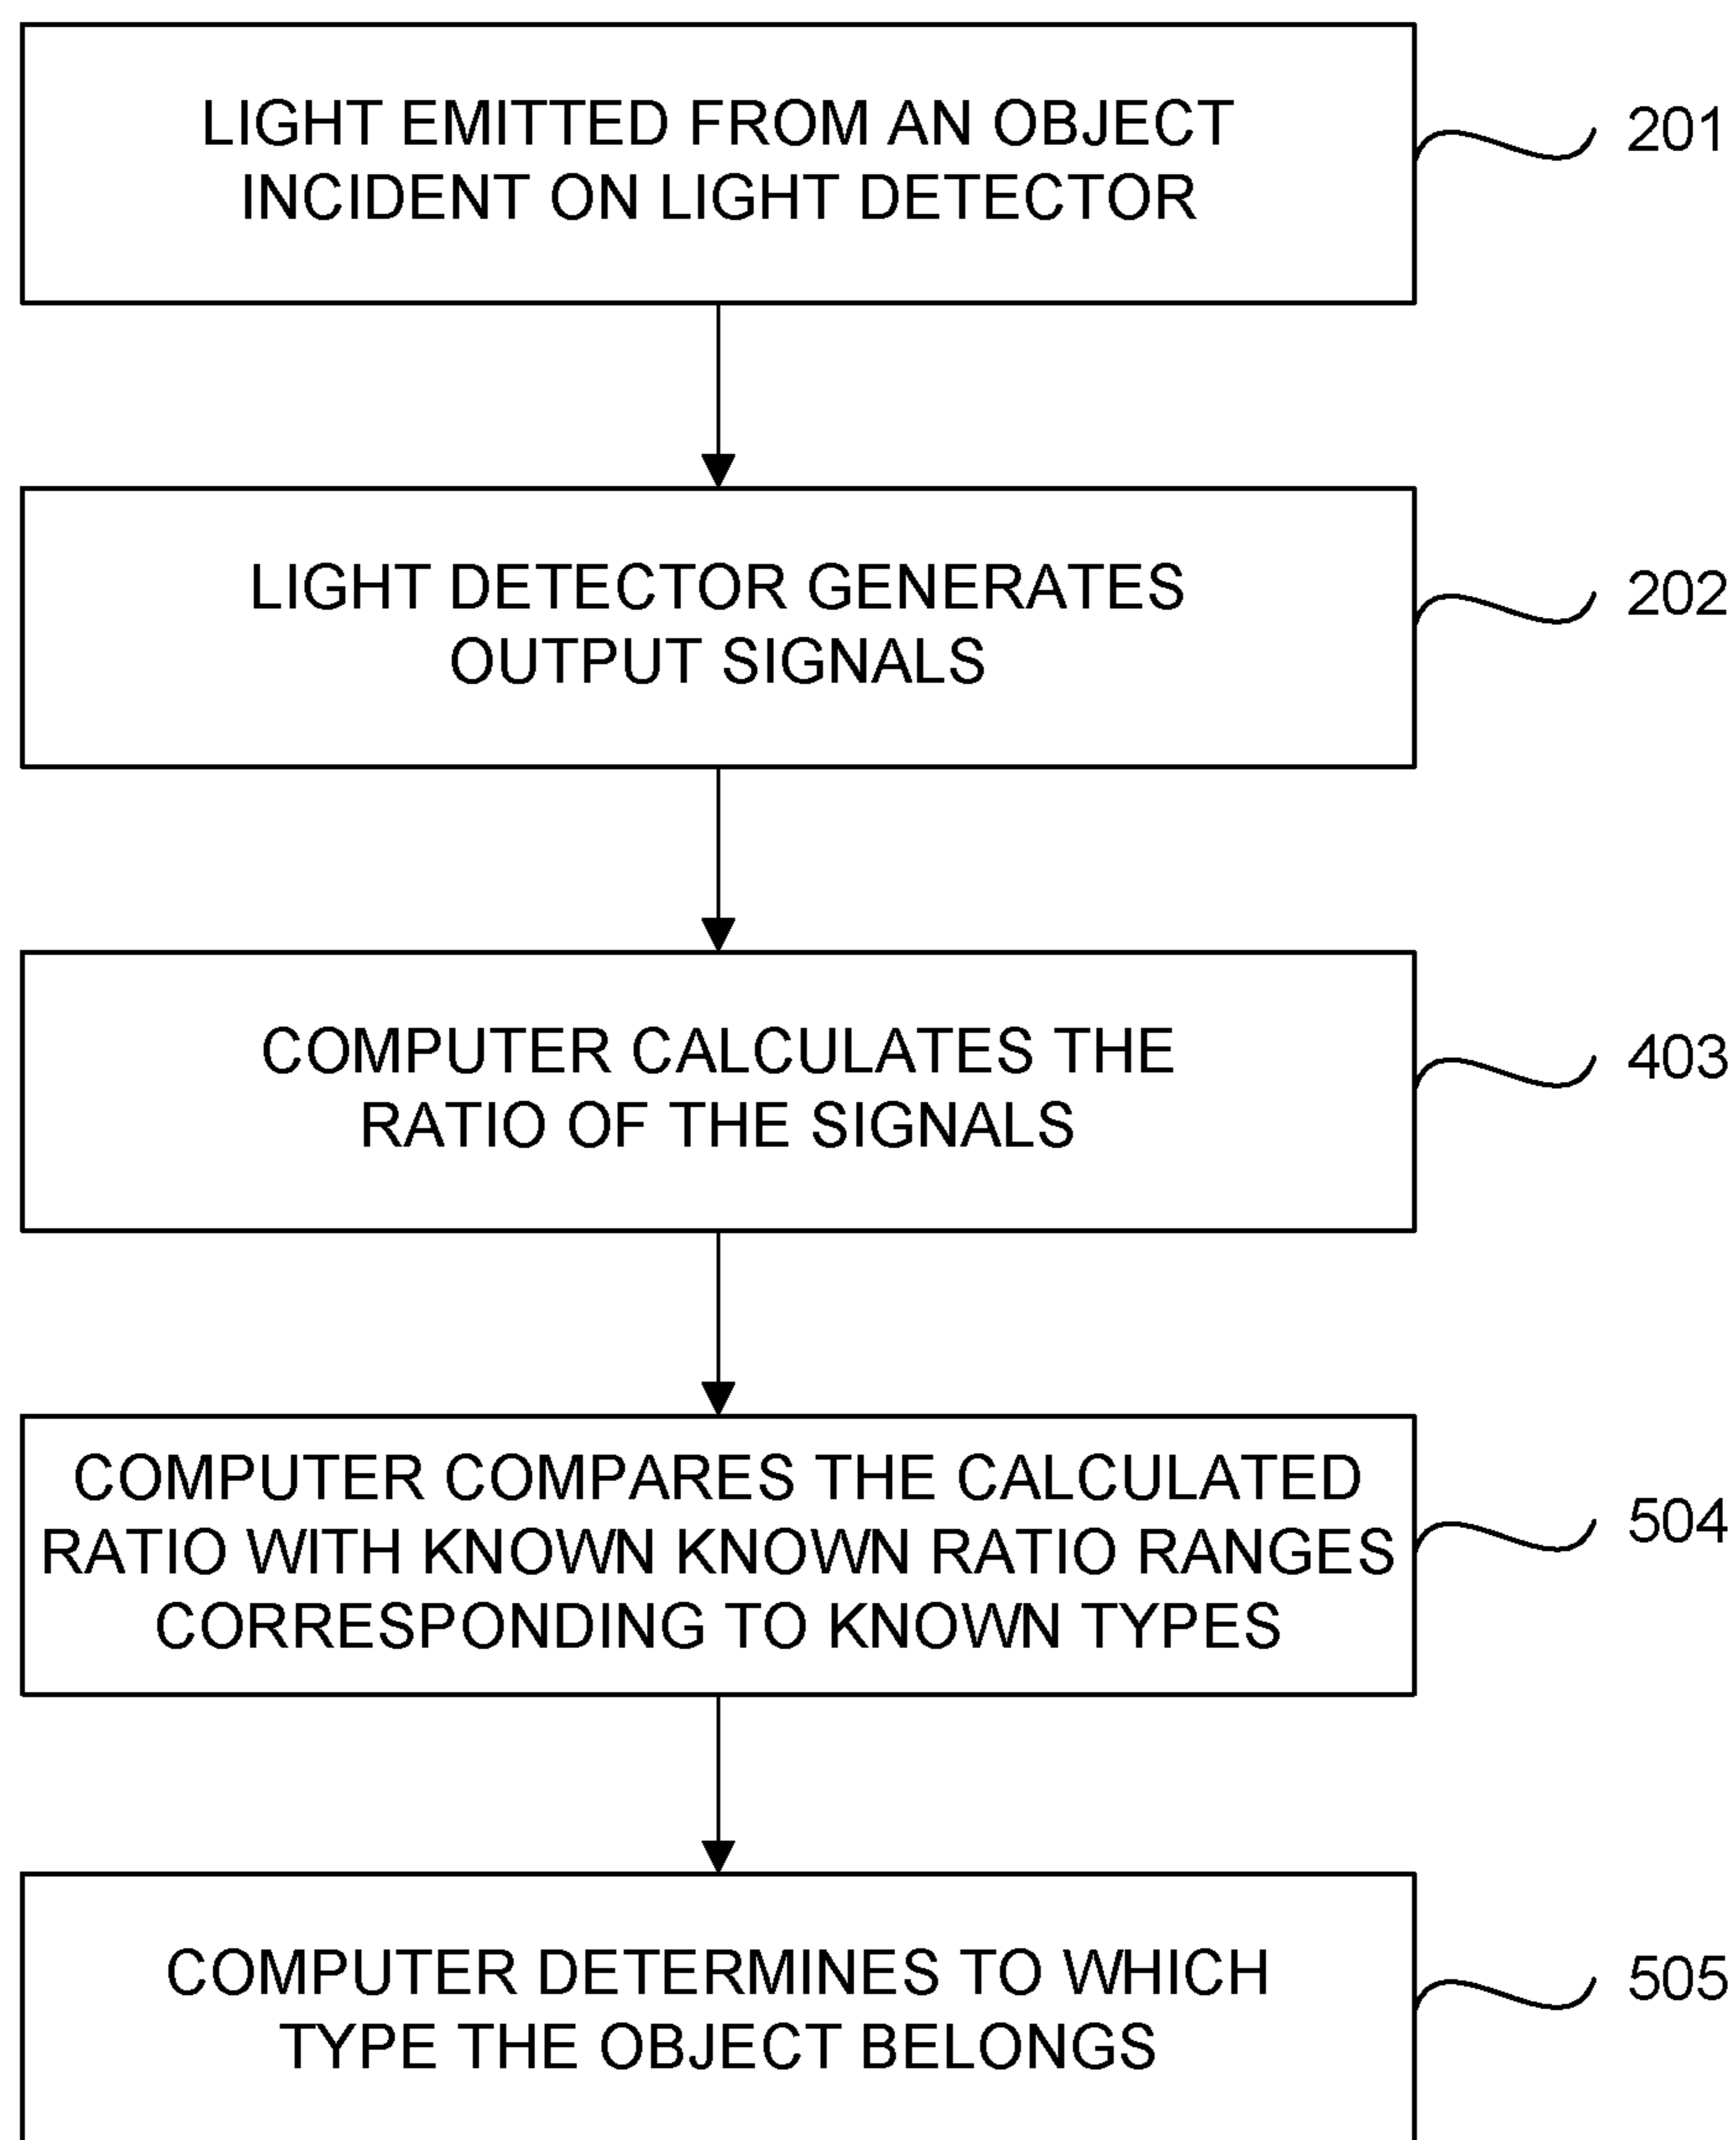 LIGHT EMITTED FROM AN OBJECT
INCIDENT ON LIGHT DETECTOR
201
LIGHT DETECTOR GENERATES
OUTPUT SIGNALS
202
COMPUTER CALCULATES THE
RATIO OF THE SIGNALS
403
COMPUTER COMPARES THE CALCULATED
RATIO WITH KNOWN KNOWN RATIO RANGES
CORRESPONDING TO KNOWN TYPES
504
COMPUTER DETERMINES TO WHICH
TYPE THE OBJECT BELONGS
505